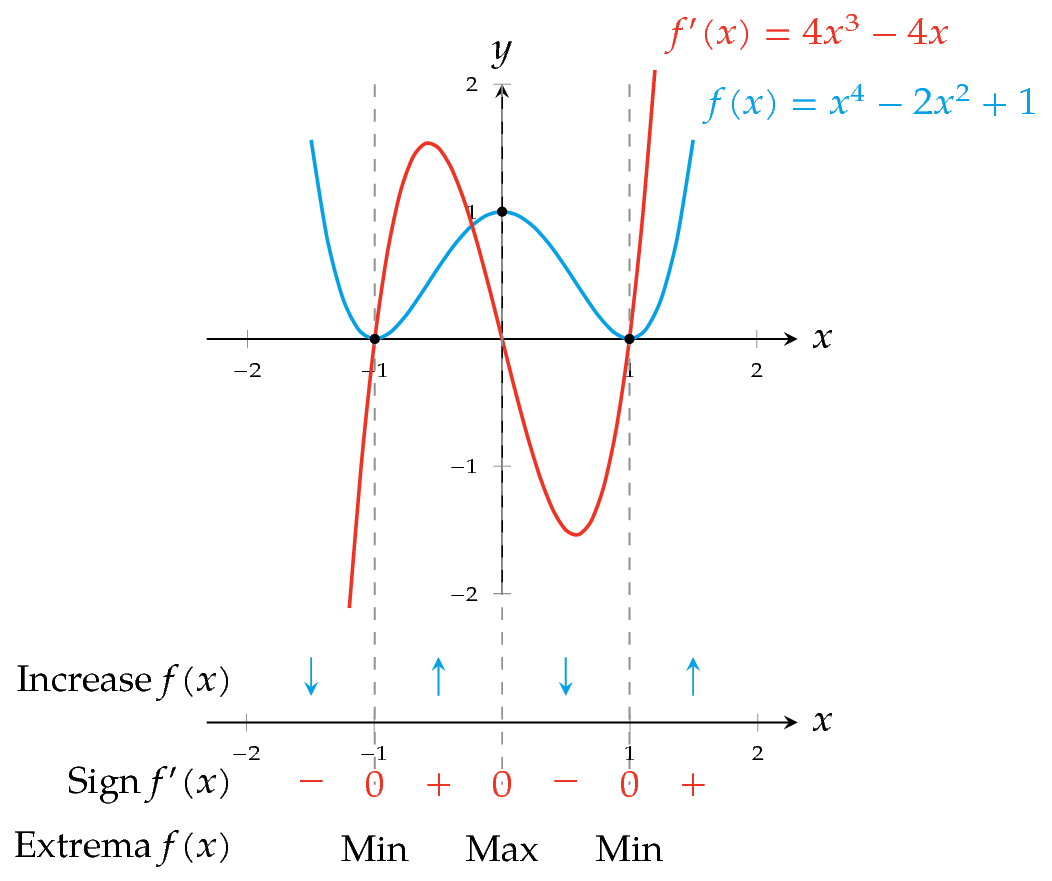 f′(x) = 4x³ − 4x
y
2
f(x) = x⁴ − 2x² + 1
1
x
−2 −1 1 2
−1
−2
Increase f(x) ↓ ↑ ↓ ↑
x
−2 −1 1 2
Sign f′(x) − 0 + 0 − 0 +
Extrema f(x) Min Max Min